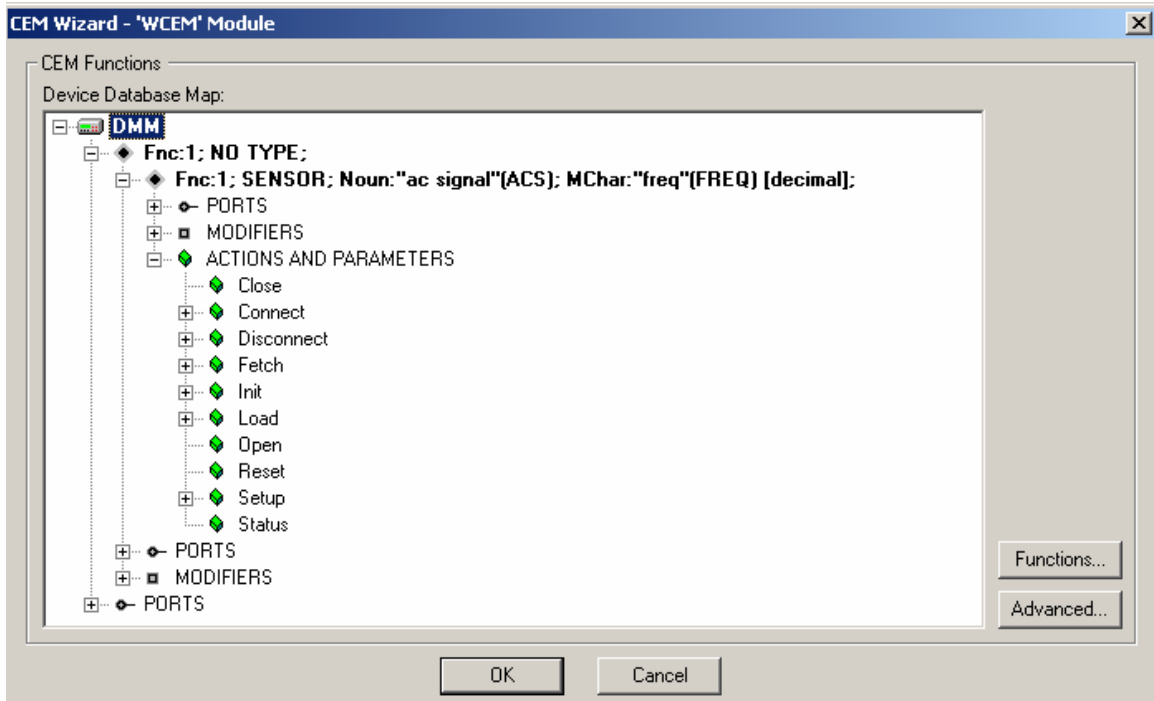 CEM Wizard - 'WCEM' Module
CEM Functions
Device Database Map:
DMM
Fnc:1; NO TYPE;
Fnc:1; SENSOR; Noun:"ac signal"(ACS); MChar:"freq"(FREQ) [decimal];
PORTS
MODIFIERS
ACTIONS AND PARAMETERS
Close
Connect
Disconnect
Fetch
Init
Load
Open
Reset
Setup
Status
PORTS
MODIFIERS
PORTS
Functions...
Advanced...
OK
Cancel